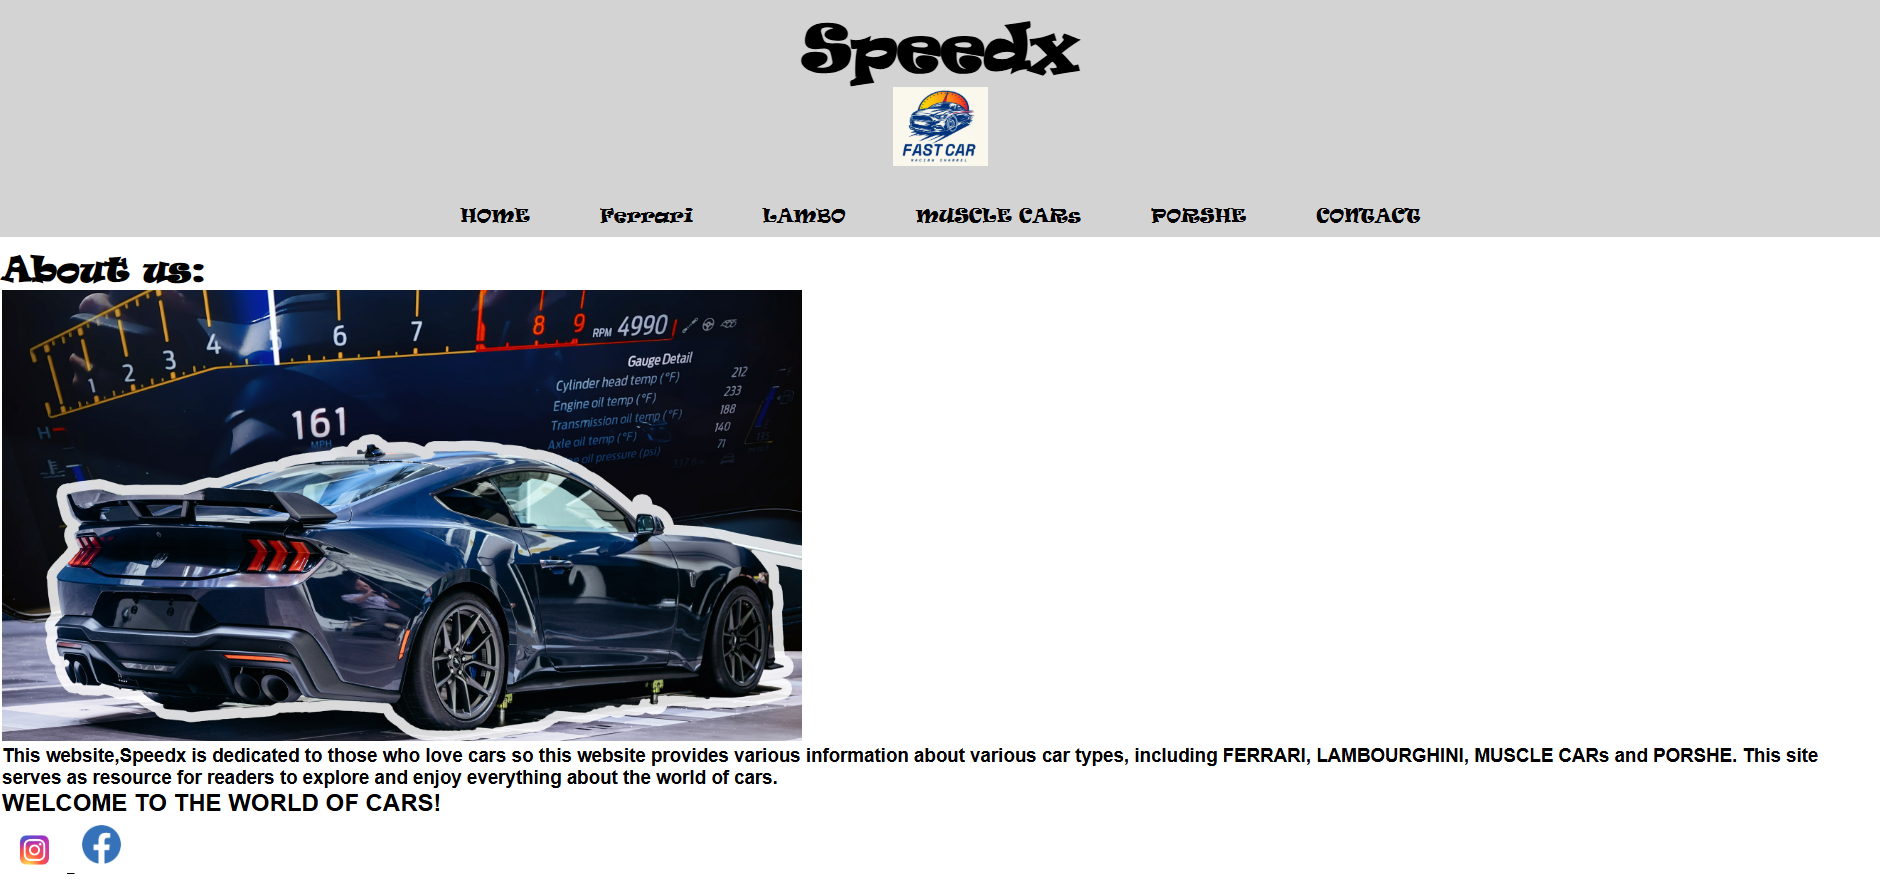 Speedx
FAST CAR
RACING CHANNEL
HOME Ferrari LAMBO MUSCLE CARs PORSHE CONTACT
About us:
1 2 3 4 5 6 7 8 9 RPM 4990
Gauge Detail
Cylinder head temp (°F) 212
Engine oil temp (°F) 233
Transmission oil temp (°F) 188
Axle oil temp (°F) 140
oil pressure (psi) 71
161
MPH
H
This website,Speedx is dedicated to those who love cars so this website provides various information about various car types, including FERRARI, LAMBOURGHINI, MUSCLE CARs and PORSHE. This site
serves as resource for readers to explore and enjoy everything about the world of cars.
WELCOME TO THE WORLD OF CARS!